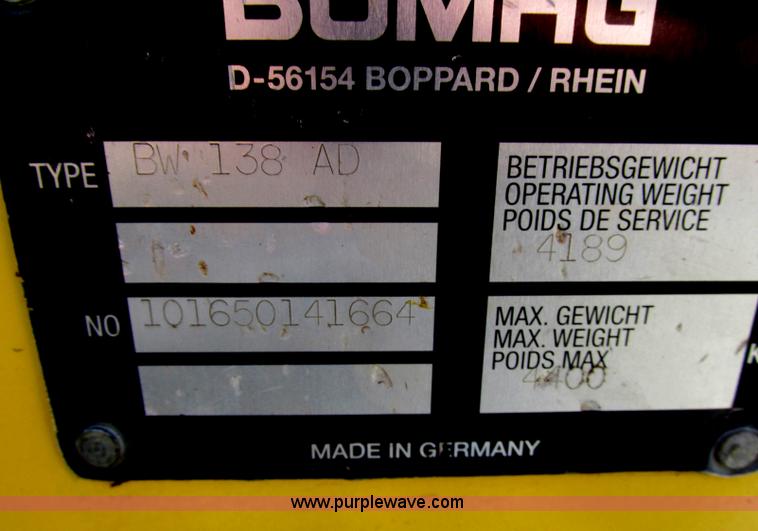 BOMAG
D-56154 BOPPARD / RHEIN
TYPE BW 138 AD
NO 101650141664
BETRIEBSGEWICHT
OPERATING WEIGHT
POIDS DE SERVICE
4189
MAX. GEWICHT
MAX. WEIGHT
POIDS MAX
4400
K
MADE IN GERMANY
www.purplewave.com